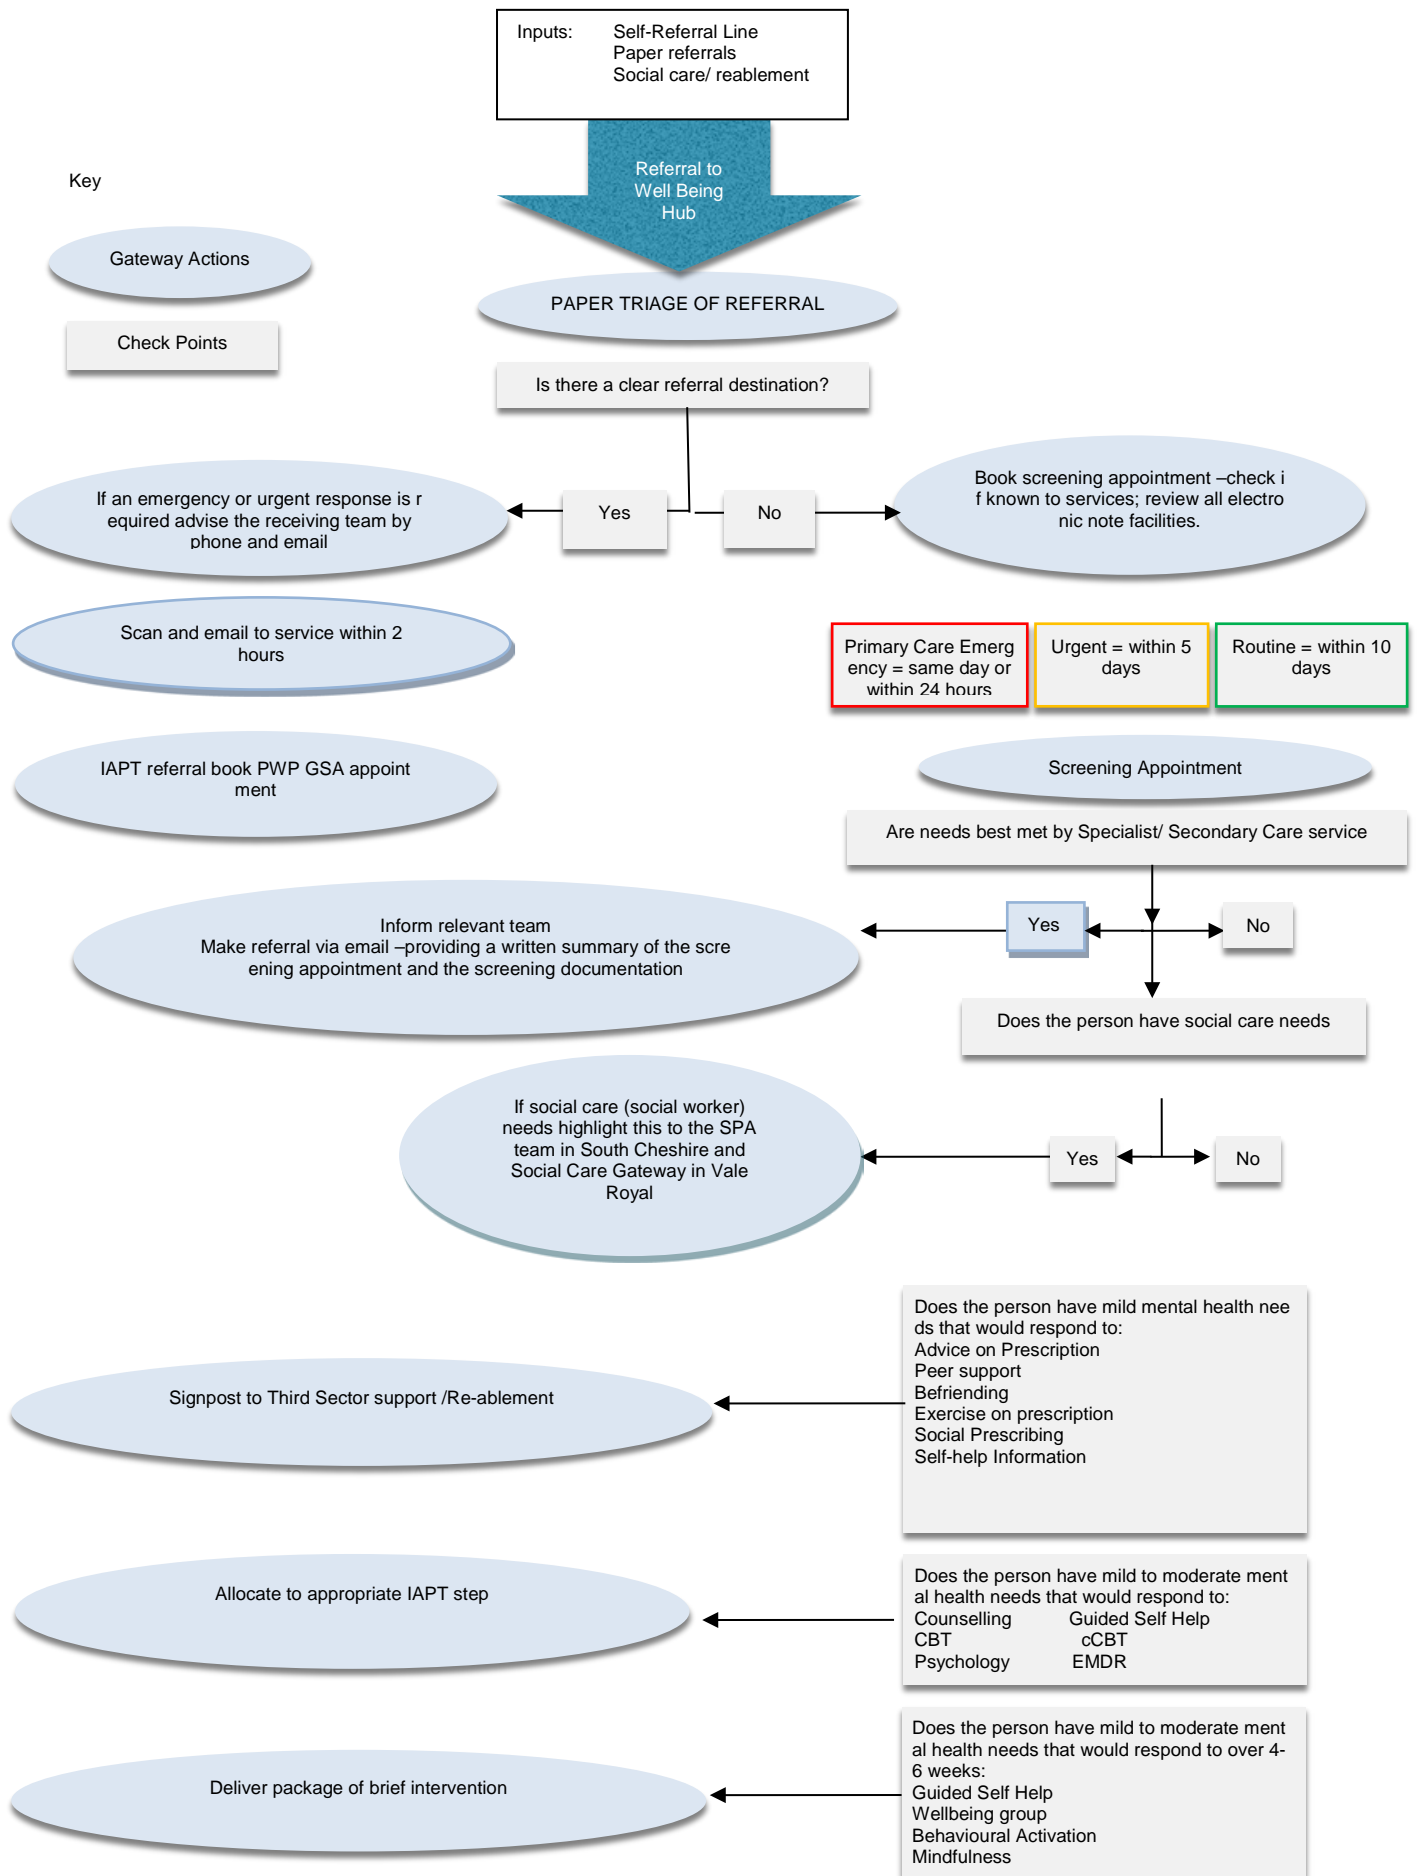 Inputs: Self-Referral Line
Paper referrals
Social care/ reablement
Referral to
Well Being
Hub
Key
Gateway Actions
Check Points
PAPER TRIAGE OF REFERRAL
Is there a clear referral destination?
If an emergency or urgent response is r
equired advise the receiving team by
phone and email
Yes
No
Book screening appointment –check i
f known to services; review all electro
nic note facilities.
Scan and email to service within 2
hours
Primary Care Emerg
ency = same day or
within 24 hours
Urgent = within 5
days
Routine = within 10
days
IAPT referral book PWP GSA appoint
ment
Screening Appointment
Are needs best met by Specialist/ Secondary Care service
Inform relevant team
Make referral via email –providing a written summary of the scre
ening appointment and the screening documentation
Yes
No
Does the person have social care needs
If social care (social worker)
needs highlight this to the SPA
team in South Cheshire and
Social Care Gateway in Vale
Royal
Yes
No
Does the person have mild mental health nee
ds that would respond to:
Advice on Prescription
Peer support
Befriending
Exercise on prescription
Social Prescribing
Self-help Information
Signpost to Third Sector support /Re-ablement
Does the person have mild to moderate ment
al health needs that would respond to:
Counselling Guided Self Help
CBT cCBT
Psychology EMDR
Allocate to appropriate IAPT step
Does the person have mild to moderate ment
al health needs that would respond to over 4-
6 weeks:
Guided Self Help
Wellbeing group
Behavioural Activation
Mindfulness
Deliver package of brief intervention